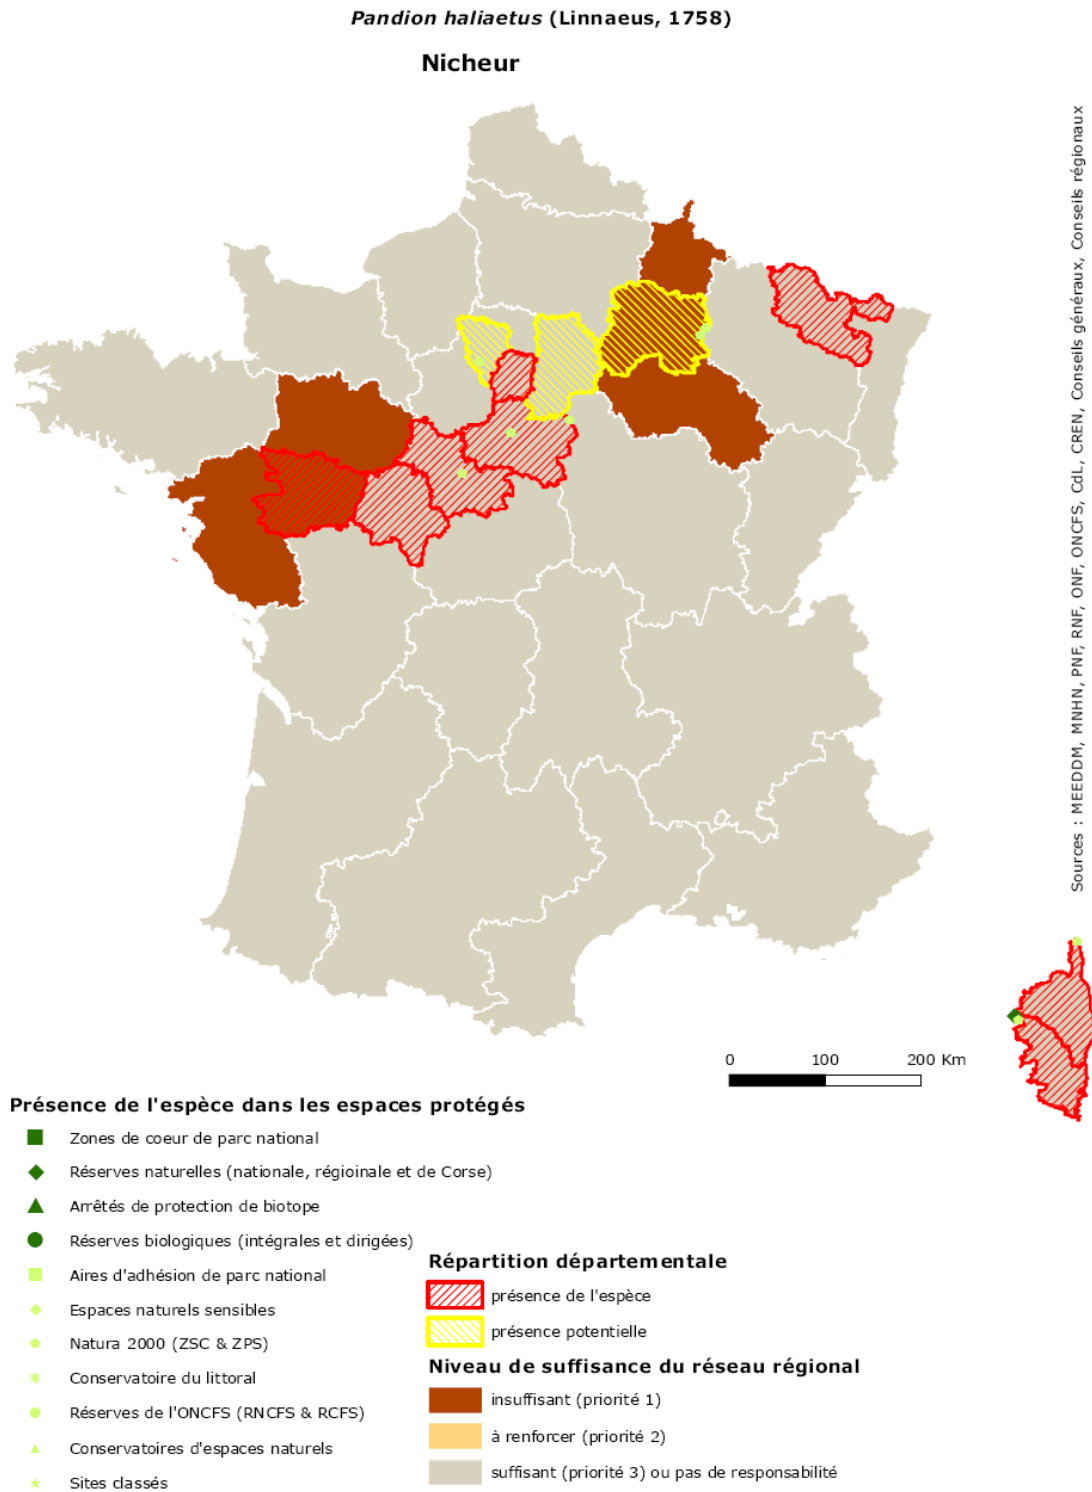 Pandion haliaetus (Linnaeus, 1758)
Nicheur
Sources : MEEDDM, MNHN, PNF, RNF, ONF, ONCFS, CdL, CREN, Conseils généraux, Conseils régionaux
0 100 200 Km
Présence de l'espèce dans les espaces protégés
Zones de coeur de parc national
Réserves naturelles (nationale, régioinale et de Corse)
Arrêtés de protection de biotope
Réserves biologiques (intégrales et dirigées)
Aires d'adhésion de parc national
Espaces naturels sensibles
Natura 2000 (ZSC & ZPS)
Conservatoire du littoral
Réserves de l'ONCFS (RNCFS & RCFS)
Conservatoires d'espaces naturels
Sites classés
Répartition départementale
présence de l'espèce
présence potentielle
Niveau de suffisance du réseau régional
insuffisant (priorité 1)
à renforcer (priorité 2)
suffisant (priorité 3) ou pas de responsabilité